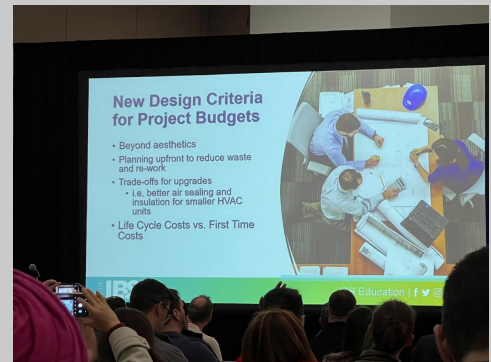 New Design Criteria
for Project Budgets
• Beyond aesthetics
• Planning upfront to reduce waste
and re-work
• Trade-offs for upgrades
• i.e. better air sealing and
insulation for smaller HVAC
units
• Life Cycle Costs vs. First Time
Costs
IBS
Education |